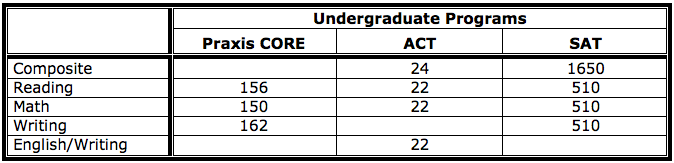 Undergraduate Programs
Praxis CORE ACT SAT
Composite 24 1650
Reading 156 22 510
Math 150 22 510
Writing 162 510
English/Writing 22